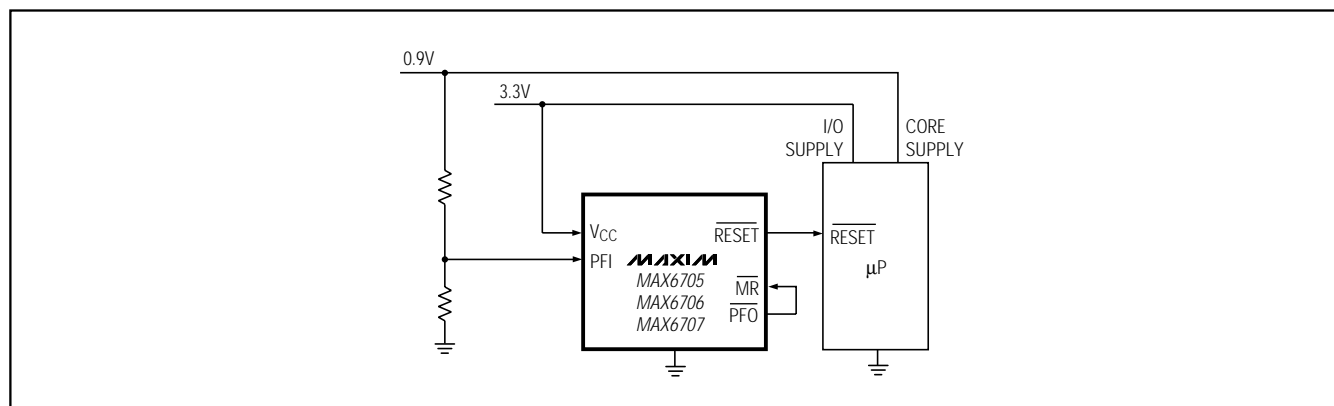 0.9V
3.3V
I/O
SUPPLY
CORE
SUPPLY
VCC
RESET
RESET
PFI
MAXIM
µP
MAX6705
MR
MAX6706
PFO
MAX6707